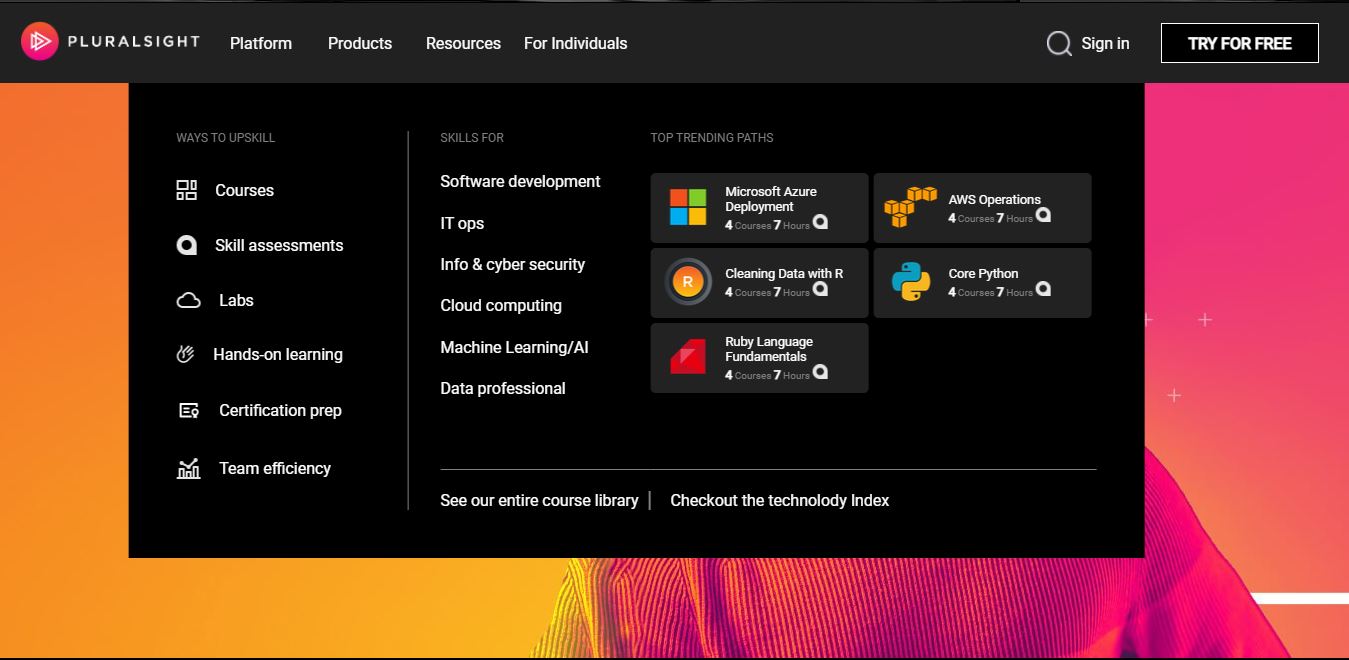 PLURALSIGHT Platform Products Resources For Individuals Sign in TRY FOR FREE
WAYS TO UPSKILL
Courses
Skill assessments
Labs
Hands-on learning
Certification prep
Team efficiency
SKILLS FOR
Software development
IT ops
Info & cyber security
Cloud computing
Machine Learning/AI
Data professional
TOP TRENDING PATHS
Microsoft Azure
Deployment
4 Courses 7 Hours
AWS Operations
4 Courses 7 Hours
R
Cleaning Data with R
4 Courses 7 Hours
Core Python
4 Courses 7 Hours
Ruby Language
Fundamentals
4 Courses 7 Hours
See our entire course library | Checkout the technolody Index